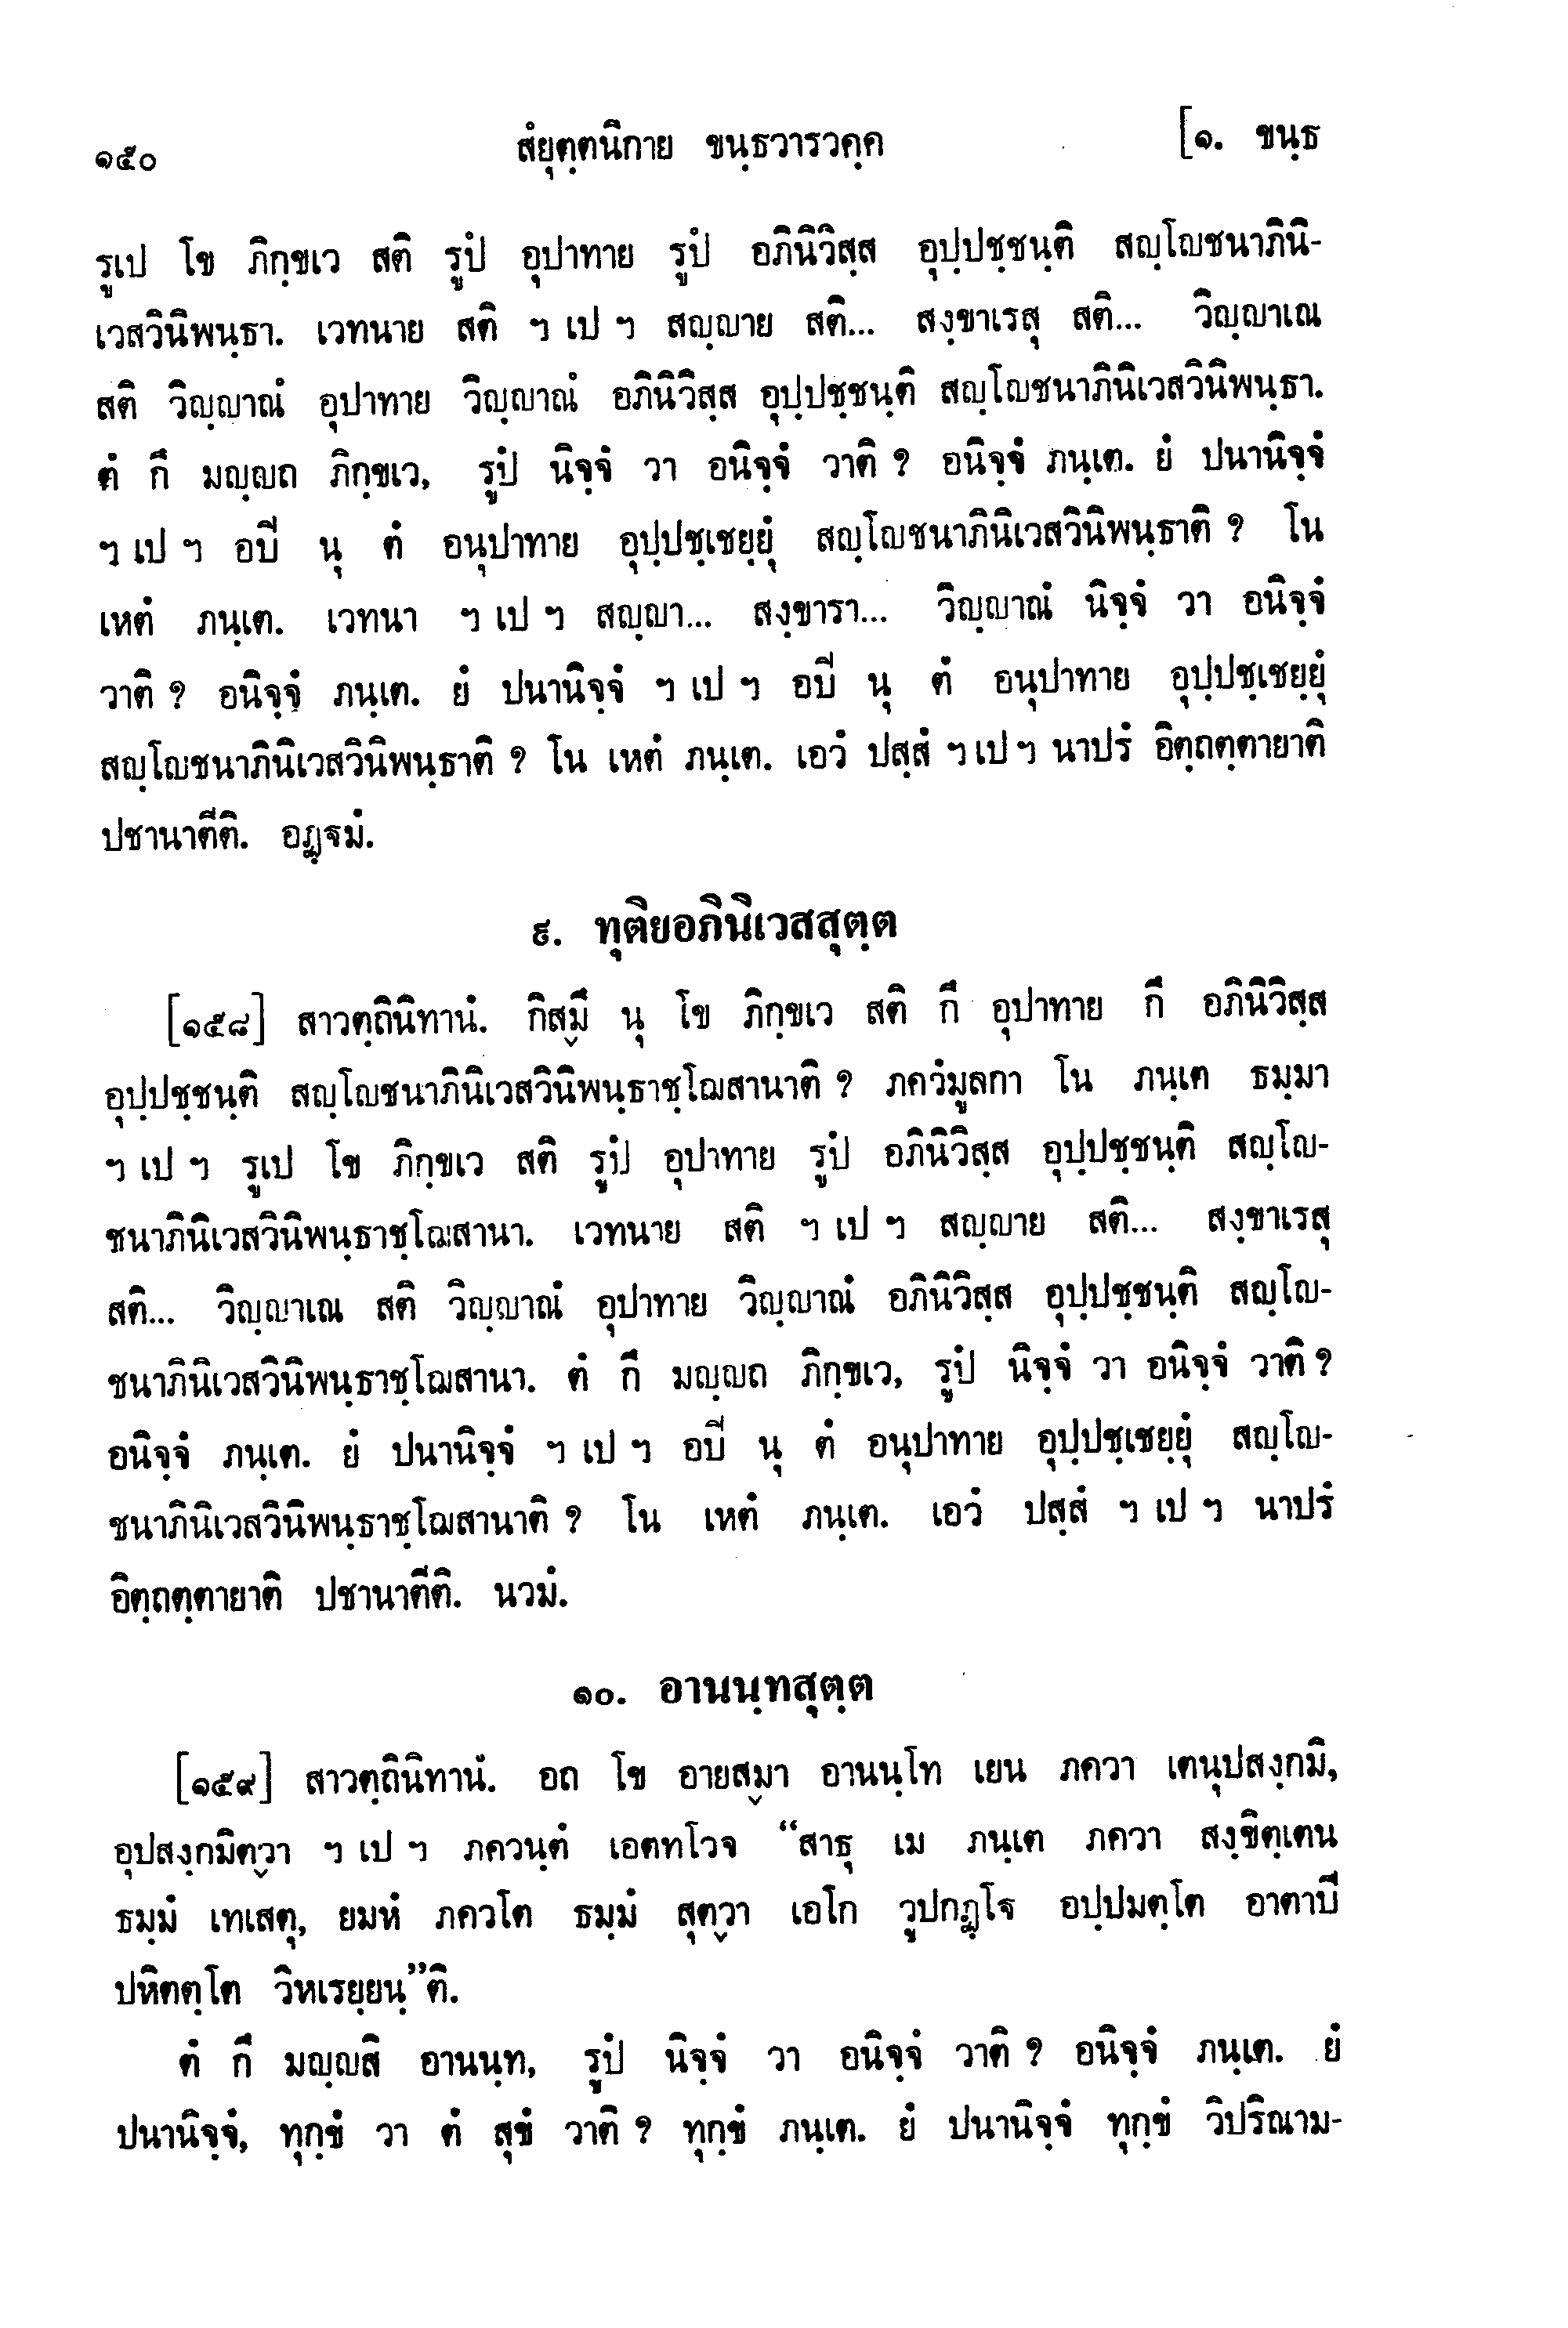 ๑๕๐ สํยุตฺตนิกาย ขนฺธวารวคฺค [๑. ขนฺธ
รูเป โข ภิกฺขเว สติ รูปํ อุปาทาย รูปํ อภินิวิสฺส อุปฺปชฺชนฺติ สญฺโญชนาภินิ-
เวสวินิพนฺธา. เวทนาย สติ ฯ เป ฯ สญฺญาย สติ... สงฺขาเรสุ สติ... วิญฺญาเณ
สติ วิญฺญาณํ อุปาทาย วิญฺญาณํ อภินิวิสฺส อุปฺปชฺชนฺติ สญฺโญชนาภินิเวสวินิพนฺธา.
ตํ กึ มญฺญถ ภิกฺขเว, รูปํ นิจฺจํ วา อนิจฺจํ วาติ ? อนิจฺจํ ภนฺเต. ยํ ปนานิจฺจํ
ฯ เป ฯ อปิ นุ ตํ อนุปาทาย อุปฺปชฺเชยฺยุํ สญฺโญชนาภินิเวสวินิพนฺธาติ ? โน
เหตํ ภนฺเต. เวทนา ฯ เป ฯ สญฺญา... สงฺขารา... วิญฺญาณํ นิจฺจํ วา อนิจฺจํ
วาติ ? อนิจฺจํ ภนฺเต. ยํ ปนานิจฺจํ ฯ เป ฯ อปิ นุ ตํ อนุปาทาย อุปฺปชฺเชยฺยุํ
สญฺโญชนาภินิเวสวินิพนฺธาติ ? โน เหตํ ภนฺเต. เอวํ ปสฺสํ ฯ เป ฯ นาปรํ อิตฺถตฺตายาติ
ปชานาตีติ. อฏฺฐมํ.
๙. ทุติยอภินิเวสสุตฺต
[๑๕๘] สาวตฺถินิทานํ. กิสฺมึ นุ โข ภิกฺขเว สติ กึ อุปาทาย กึ อภินิวิสฺส
อุปฺปชฺชนฺติ สญฺโญชนาภินิเวสวินิพนฺธาชฺโฌสานาติ ? ภควํมูลกา โน ภนฺเต ธมฺมา
ฯ เป ฯ รูเป โข ภิกฺขเว สติ รูปํ อุปาทาย รูปํ อภินิวิสฺส อุปฺปชฺชนฺติ สญฺโญ-
ชนาภินิเวสวินิพนฺธาชฺโฌสานา. เวทนาย สติ ฯ เป ฯ สญฺญาย สติ... สงฺขาเรสุ
สติ... วิญฺญาเณ สติ วิญฺญาณํ อุปาทาย วิญฺญาณํ อภินิวิสฺส อุปฺปชฺชนฺติ สญฺโญ-
ชนาภินิเวสวินิพนฺธาชฺโฌสานา. ตํ กึ มญฺญถ ภิกฺขเว, รูปํ นิจฺจํ วา อนิจฺจํ วาติ ?
อนิจฺจํ ภนฺเต. ยํ ปนานิจฺจํ ฯ เป ฯ อปิ นุ ตํ อนุปาทาย อุปฺปชฺเชยฺยุํ สญฺโญ-
ชนาภินิเวสวินิพนฺธาชฺโฌสานาติ ? โน เหตํ ภนฺเต. เอวํ ปสฺสํ ฯ เป ฯ นาปรํ
อิตฺถตฺตายาติ ปชานาตีติ. นวมํ.
๑๐. อานนฺทสุตฺต
[๑๕๙] สาวตฺถินิทานํ. อถ โข อายสฺมา อานนฺโท เยน ภควา เตนุปสงฺกมิ,
อุปสงฺกมิตฺวา ฯ เป ฯ ภควนฺตํ เอตทโวจ “สาธุ เม ภนฺเต ภควา สงฺขิตฺเตน
ธมฺมํ เทเสตุ, ยมหํ ภควโต ธมฺมํ สุตฺวา เอโก วูปกฏฺโฐ อปฺปมตฺโต อาตาปี
ปหิตตฺโต วิหเรยฺยนฺ”ติ.
ตํ กึ มญฺญสิ อานนฺท, รูปํ นิจฺจํ วา อนิจฺจํ วาติ ? อนิจฺจํ ภนฺเต. ยํ
ปนานิจฺจํ, ทุกฺขํ วา ตํ สุขํ วาติ ? ทุกฺขํ ภนฺเต. ยํ ปนานิจฺจํ ทุกฺขํ วิปริณาม-